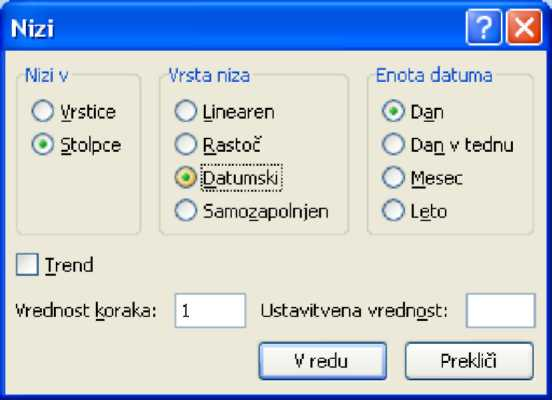 Nizi
Nizi v
Vrstice
Stolpce
Vrsta niza
Linearen
Rastoč
Datumski
Samozapolnjen
Enota datuma
Dan
Dan v tednu
Mesec
Leto
Trend
Vrednost koraka: 1
Ustavitvena vrednost:
V redu
Prekliči